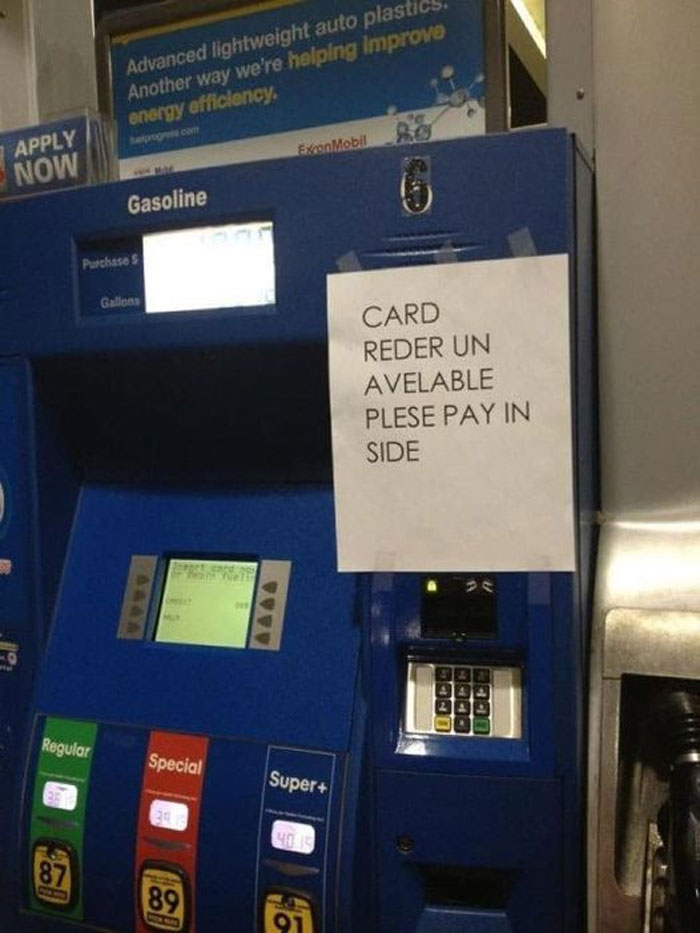 Advanced lightweight auto plastics.
Another way we're helping improve
energy efficiency.
ExxonMobil
APPLY
NOW
6
Gasoline
Purchase $
Gallons
CARD
REDER UN
AVELABLE
PLESE PAY IN
SIDE
Regular
Special
Super+
87
89
91